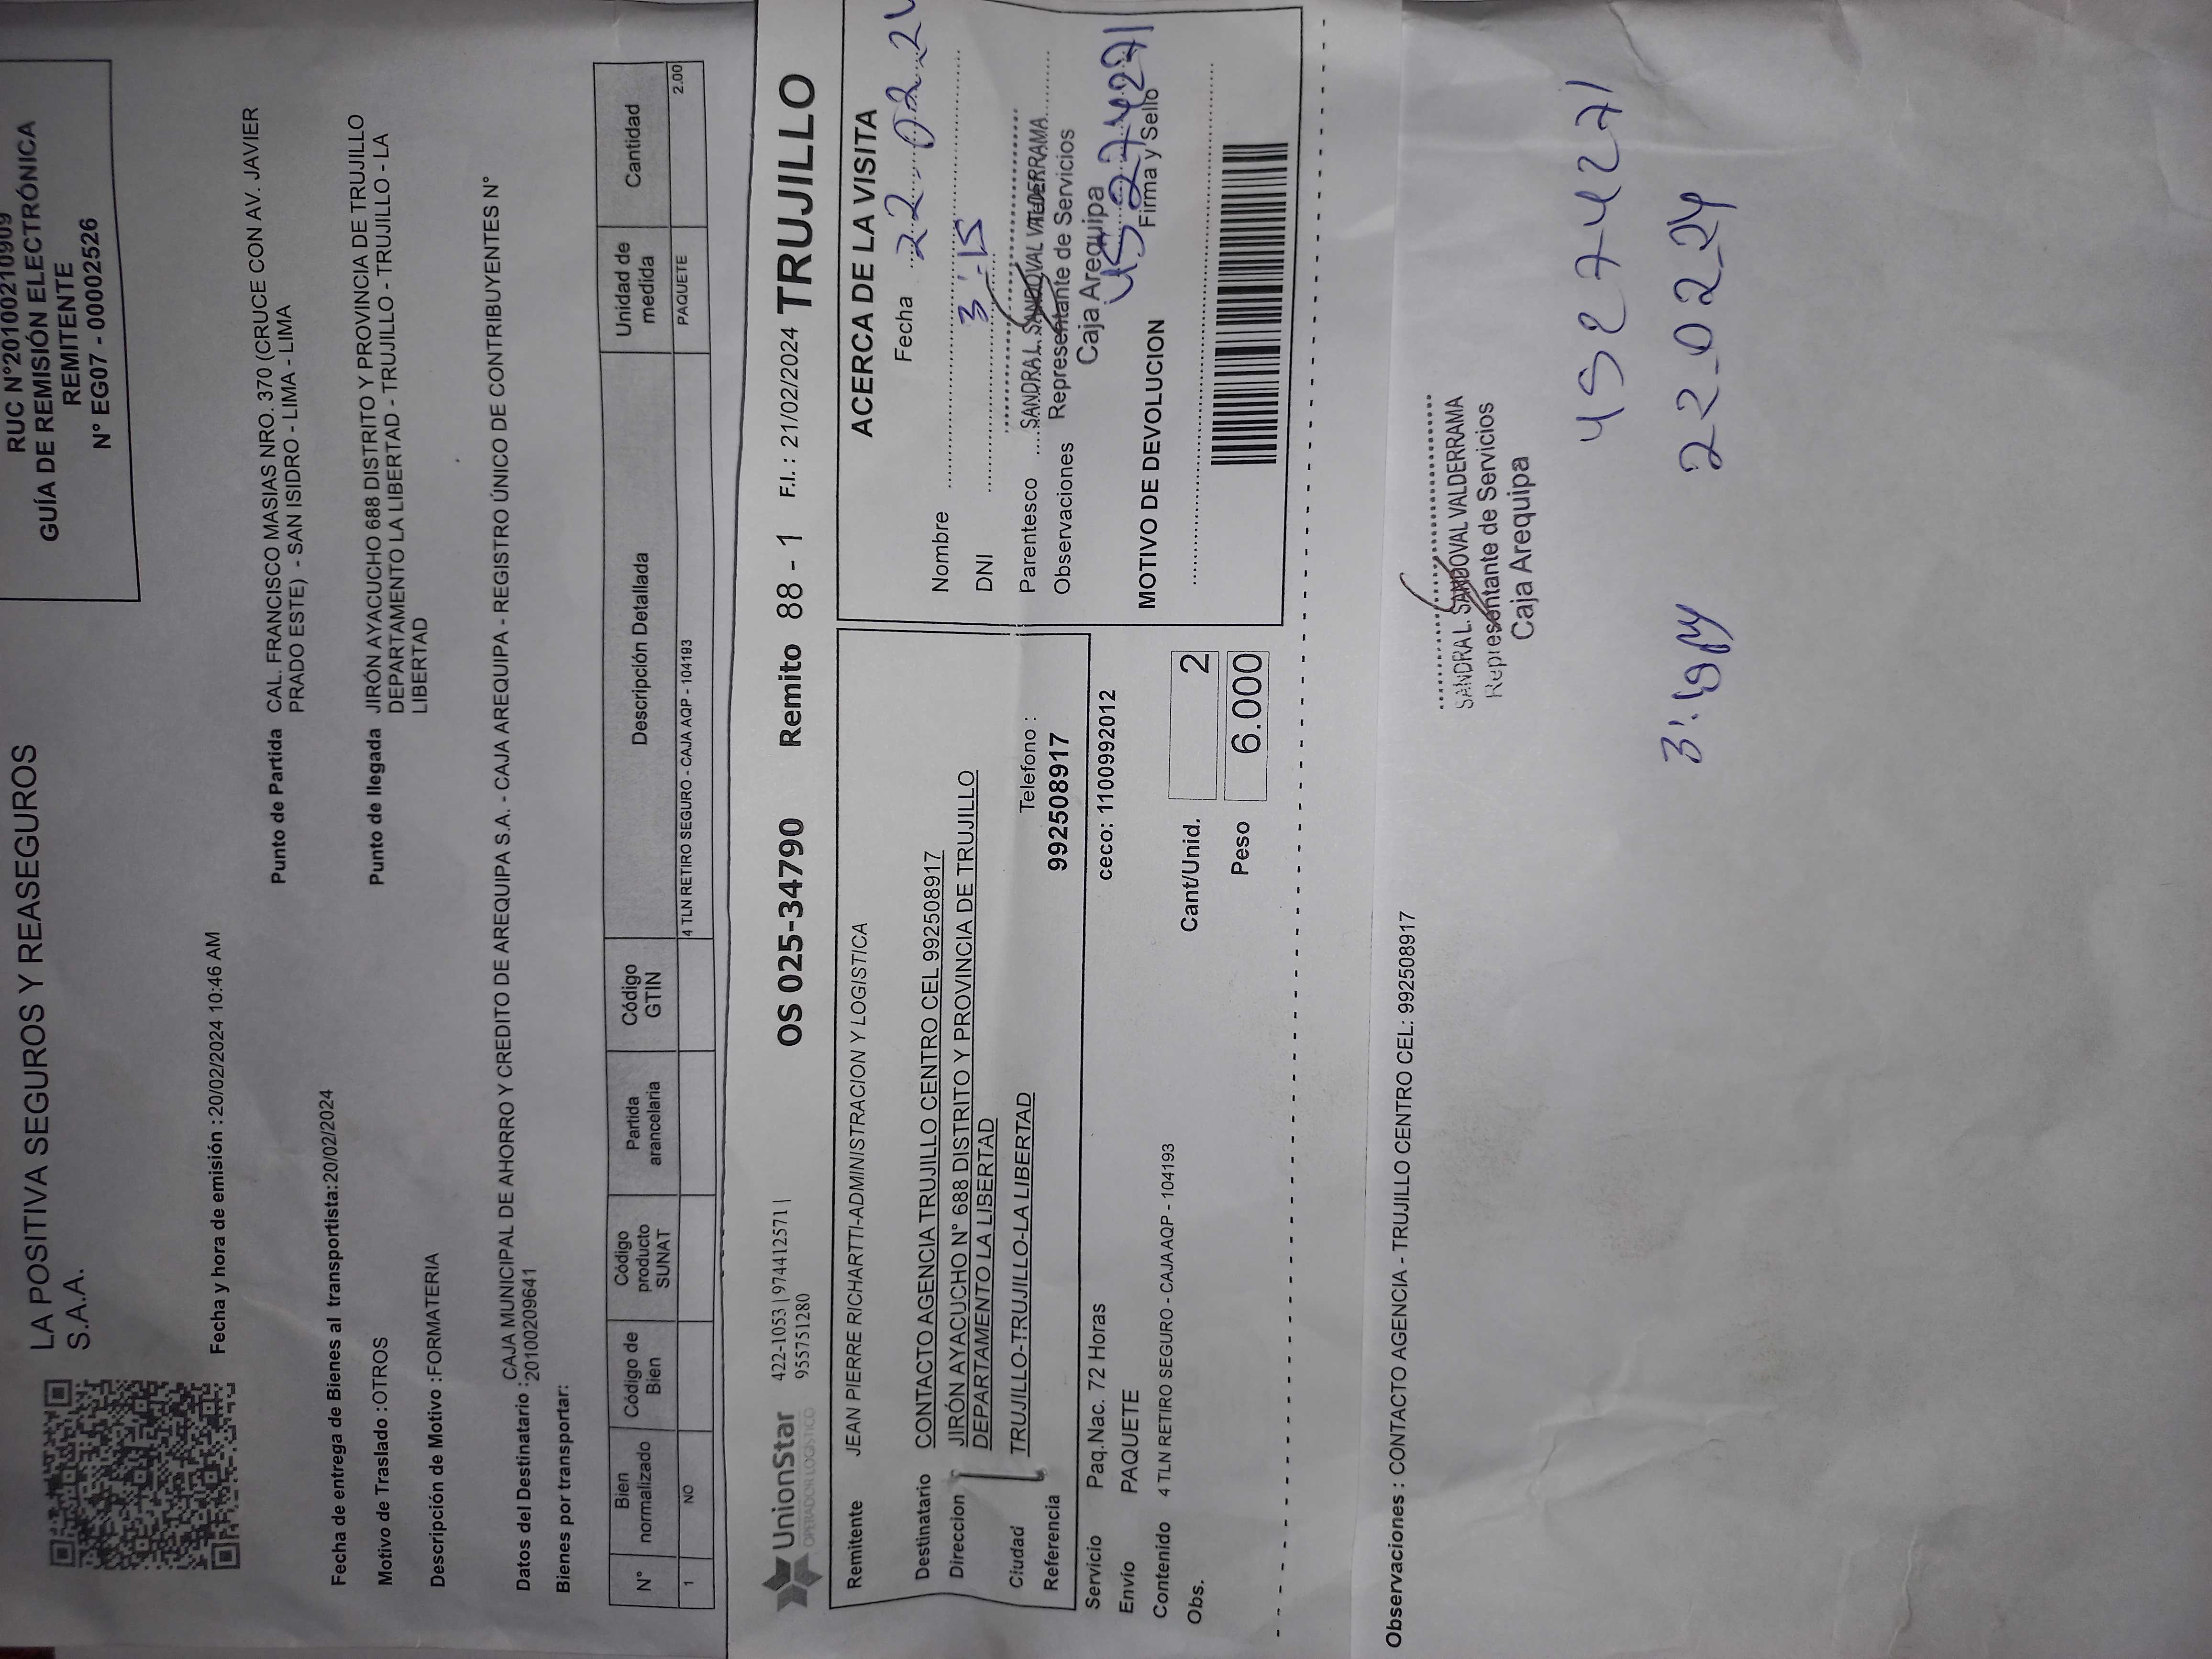 RUC N°20100210909
GUÍA DE REMISIÓN ELECTRÓNICA
REMITENTE
N° EG07 - 00002526
LA POSITIVA SEGUROS Y REASEGUROS
S.A.A.
Fecha y hora de emisión :20/02/2024 10:46 AM
Punto de Partida CAL. FRANCISCO MASIAS NRO. 370 (CRUCE CON AV. JAVIER
PRADO ESTE) - SAN ISIDRO - LIMA - LIMA
Fecha de entrega de Bienes al transportista:20/02/2024
Punto de llegada JIRÓN AYACUCHO 688 DISTRITO Y PROVINCIA DE TRUJILLO
DEPARTAMENTO LA LIBERTAD - TRUJILLO - TRUJILLO - LA
LIBERTAD
Motivo de Traslado :OTROS
Descripción de Motivo :FORMATERIA
Datos del Destinatario : CAJA MUNICIPAL DE AHORRO Y CREDITO DE AREQUIPA S.A. - CAJA AREQUIPA - REGISTRO ÚNICO DE CONTRIBUYENTES N°
20100209641
Bienes por transportar:
N° Bien normalizado Código de Bien Código producto SUNAT Partida arancelaria Código GTIN Descripción Detallada Unidad de medida Cantidad
1 NO 4 TLN RETIRO SEGURO - CAJA AQP - 104193 PAQUETE 2.00
UnionStar
OPERADOR LOGÍSTICO
422-1053 | 974412571 |
955751280
OS 025-34790 Remito 88 - 1 F.I.: 21/02/2024 TRUJILLO
Remitente JEAN PIERRE RICHARTTI-ADMINISTRACION Y LOGISTICA
Destinatario CONTACTO AGENCIA TRUJILLO CENTRO CEL 992508917
Direccion JIRÓN AYACUCHO N° 688 DISTRITO Y PROVINCIA DE TRUJILLO
DEPARTAMENTO LA LIBERTAD
Ciudad TRUJILLO-TRUJILLO-LA LIBERTAD
Telefono :
Referencia 992508917
Servicio Paq.Nac. 72 Horas
ceco: 1100992012
Envío PAQUETE
Contenido 4 TLN RETIRO SEGURO - CAJA AQP - 104193
Obs.
Cant/Unid. 2
Peso 6.000
ACERCA DE LA VISITA
Fecha 22-02-24
Nombre
3:15
DNI
Parentesco SANDRA L. SANDOVAL VALDERRAMA
Observaciones Representante de Servicios
Caja Arequipa
45274271
Firma y Sello
MOTIVO DE DEVOLUCION
Observaciones : CONTACTO AGENCIA - TRUJILLO CENTRO CEL: 992508917
SANDRA L. SANDOVAL VALDERRAMA
Representante de Servicios
Caja Arequipa
45274271
22-02-24